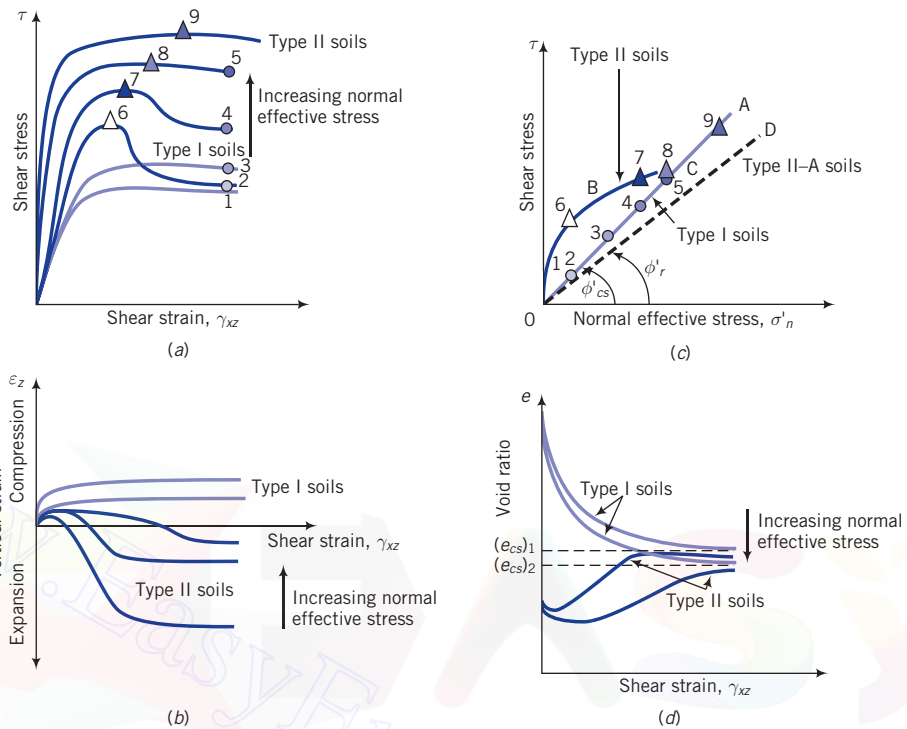 τ
Shear stress
9
Type II soils
8
5
7
Increasing normal
effective stress
6
4
Type I soils
3
2
1
Shear strain, γxz
(a)
τ
Type II soils
Shear stress
A
9
D
7
8
Type II–A soils
B
C
5
6
4
Type I soils
3
1
2
ϕ'cs
ϕ'r
0
Normal effective stress, σ'n
(c)
εz
Compression
Expansion
Type I soils
Shear strain, γxz
Type II soils
Increasing normal
effective stress
(b)
e
Void ratio
Type I soils
Increasing normal
effective stress
(ecs)1
(ecs)2
Type II soils
Shear strain, γxz
(d)